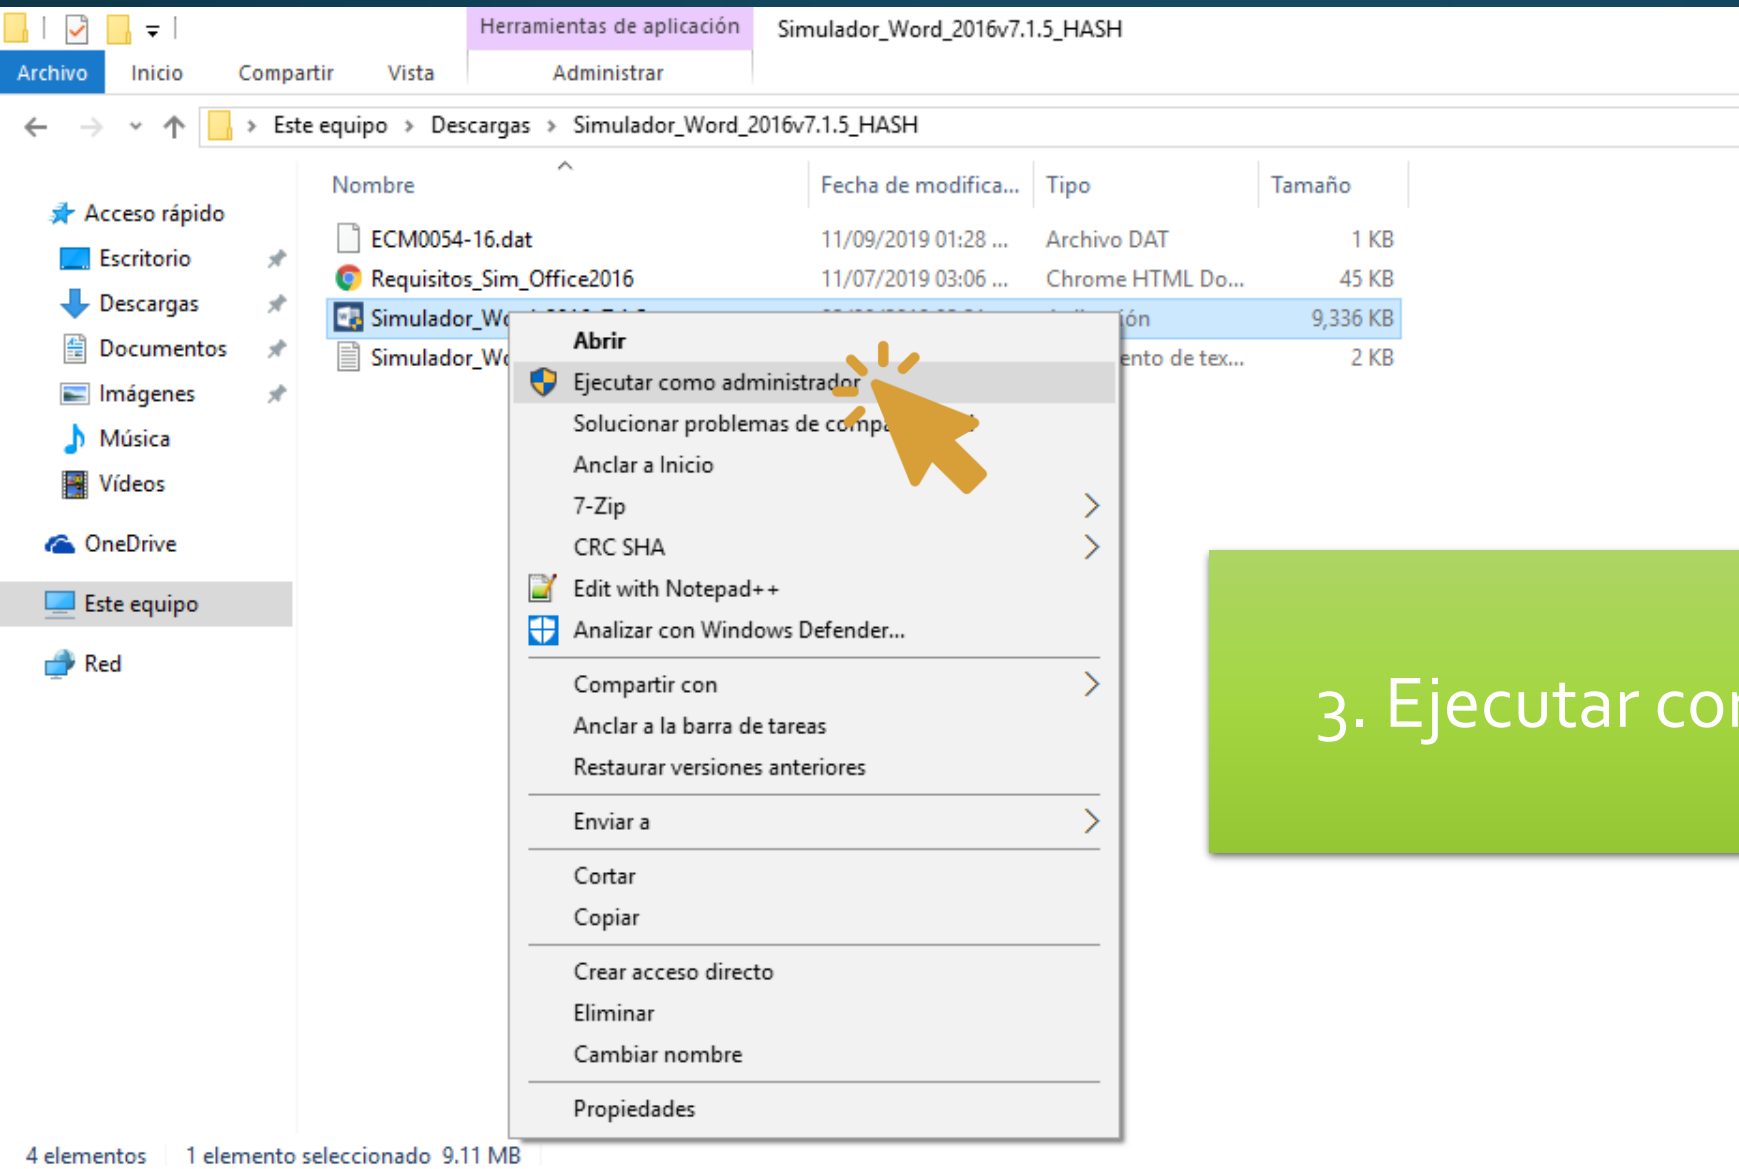 Herramientas de aplicación
Simulador_Word_2016v7.1.5_HASH
Archivo Inicio Compartir Vista Administrar
Este equipo > Descargas > Simulador_Word_2016v7.1.5_HASH
Nombre Fecha de modifica... Tipo Tamaño
Acceso rápido
Escritorio
Descargas
Documentos
Imágenes
Música
Vídeos
OneDrive
Este equipo
Red
ECM0054-16.dat 11/09/2019 01:28 ... Archivo DAT 1 KB
Requisitos_Sim_Office2016 11/07/2019 03:06 ... Chrome HTML Do... 45 KB
9,336 KB
ento de tex... 2 KB
Abrir
Ejecutar como administrador
Solucionar problemas de
Anclar a Inicio
7-Zip
CRC SHA
Edit with Notepad++
Analizar con Windows Defender...
Compartir con
Anclar a la barra de tareas
Restaurar versiones anteriores
Enviar a
Cortar
Copiar
Crear acceso directo
Eliminar
Cambiar nombre
Propiedades
3. Ejecutar
4 elementos 1 elemento seleccionado 9.11 MB